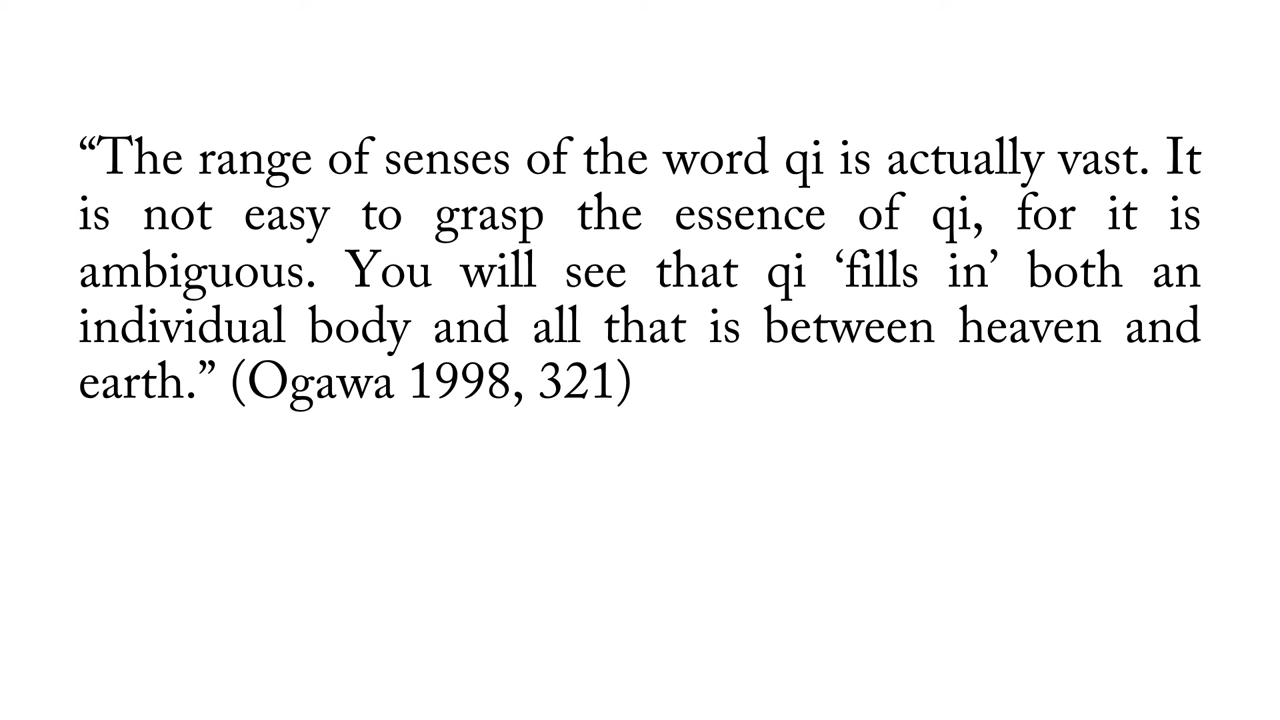 “The range of senses of the word qi is actually vast. It
is not easy to grasp the essence of qi, for it is
ambiguous. You will see that qi ‘fills in’ both an
individual body and all that is between heaven and
earth.” (Ogawa 1998, 321)